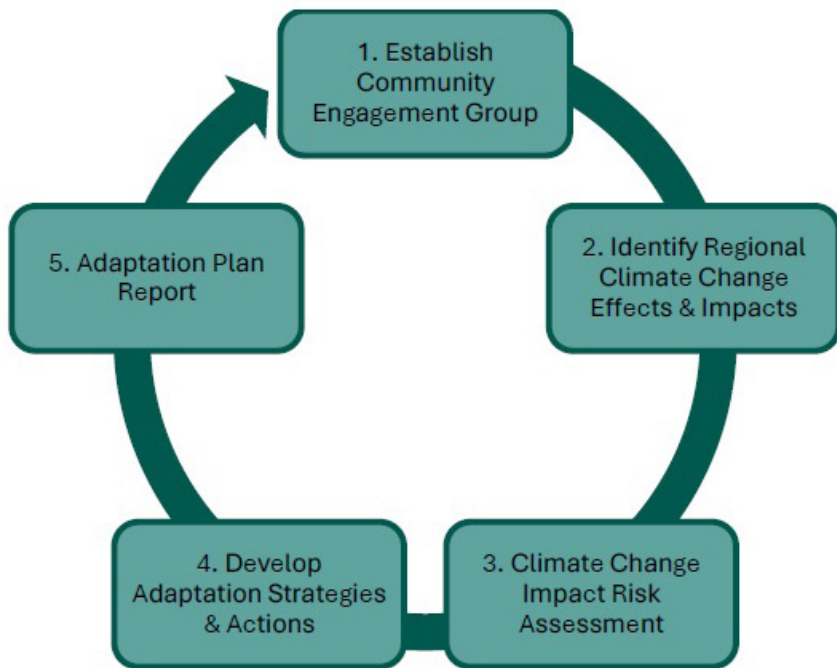 1. Establish
Community
Engagement Group
2. Identify Regional
Climate Change
Effects & Impacts
3. Climate Change
Impact Risk
Assessment
4. Develop
Adaptation Strategies
& Actions
5. Adaptation Plan
Report